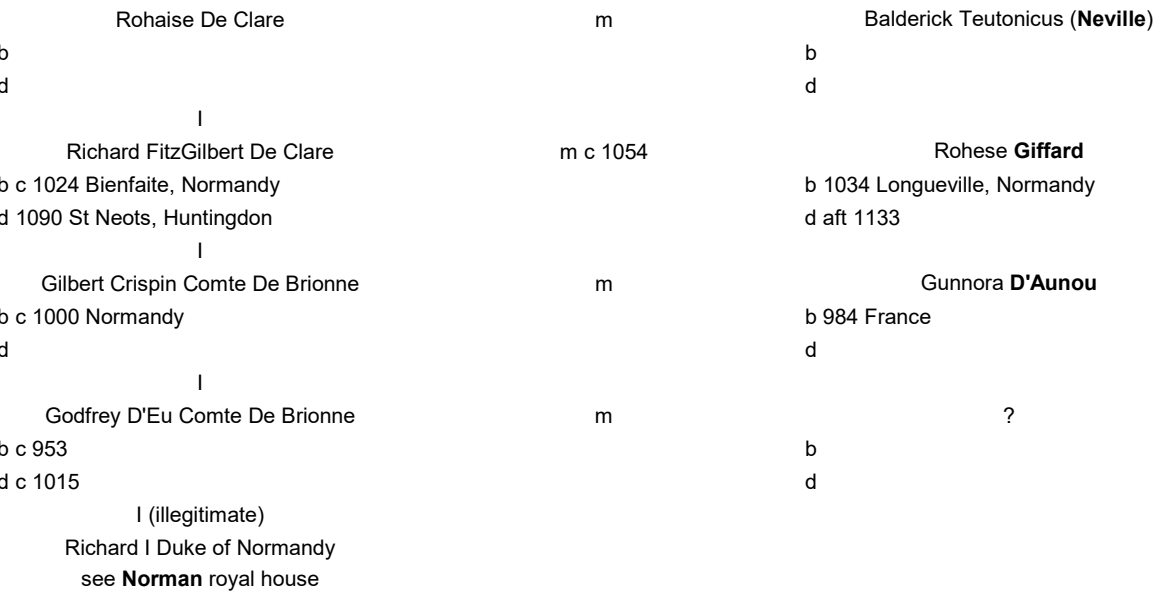 Rohaise De Clare m Balderick Teutonicus (Neville)
b b
d d
I
Richard FitzGilbert De Clare m c 1054 Rohese Giffard
b c 1024 Bienfaite, Normandy b 1034 Longueville, Normandy
d 1090 St Neots, Huntingdon d aft 1133
I
Gilbert Crispin Comte De Brionne m Gunnora D'Aunou
b c 1000 Normandy b 984 France
d d
I
Godfrey D'Eu Comte De Brionne m ?
b c 953 b
d c 1015 d
I (illegitimate)
Richard I Duke of Normandy
see Norman royal house